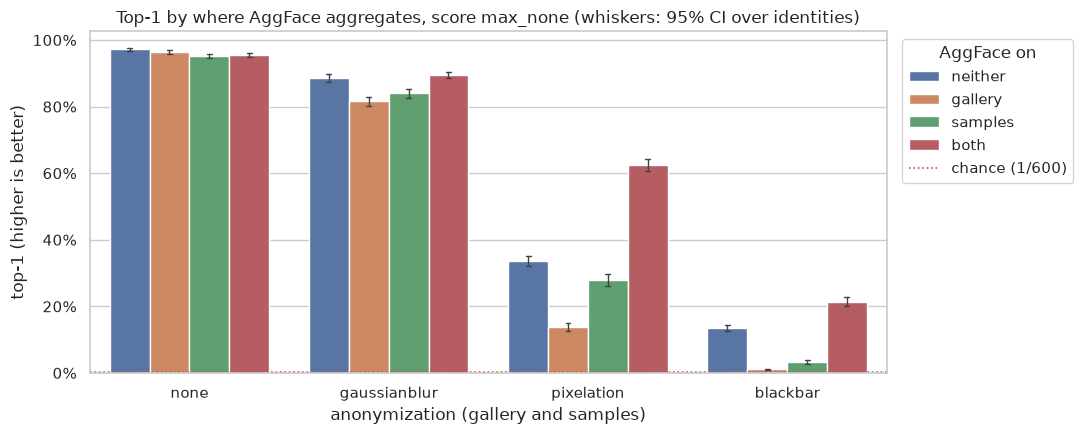 Top-1 by where AggFace aggregates, score max_none (whiskers: 95% CI over identities)
top-1 (higher is better)
100%
80%
60%
40%
20%
0%
none
gaussianblur
pixelation
blackbar
anonymization (gallery and samples)
AggFace on
neither
gallery
samples
both
chance (1/600)